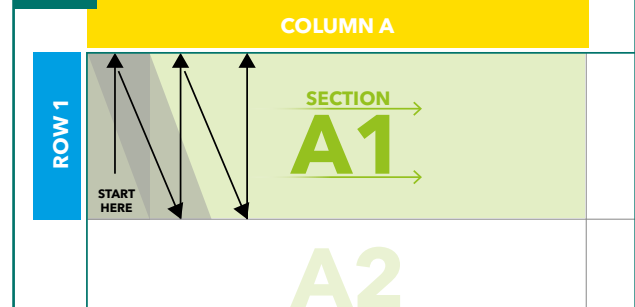 COLUMN A
ROW 1
SECTION
A1
START
HERE
A2